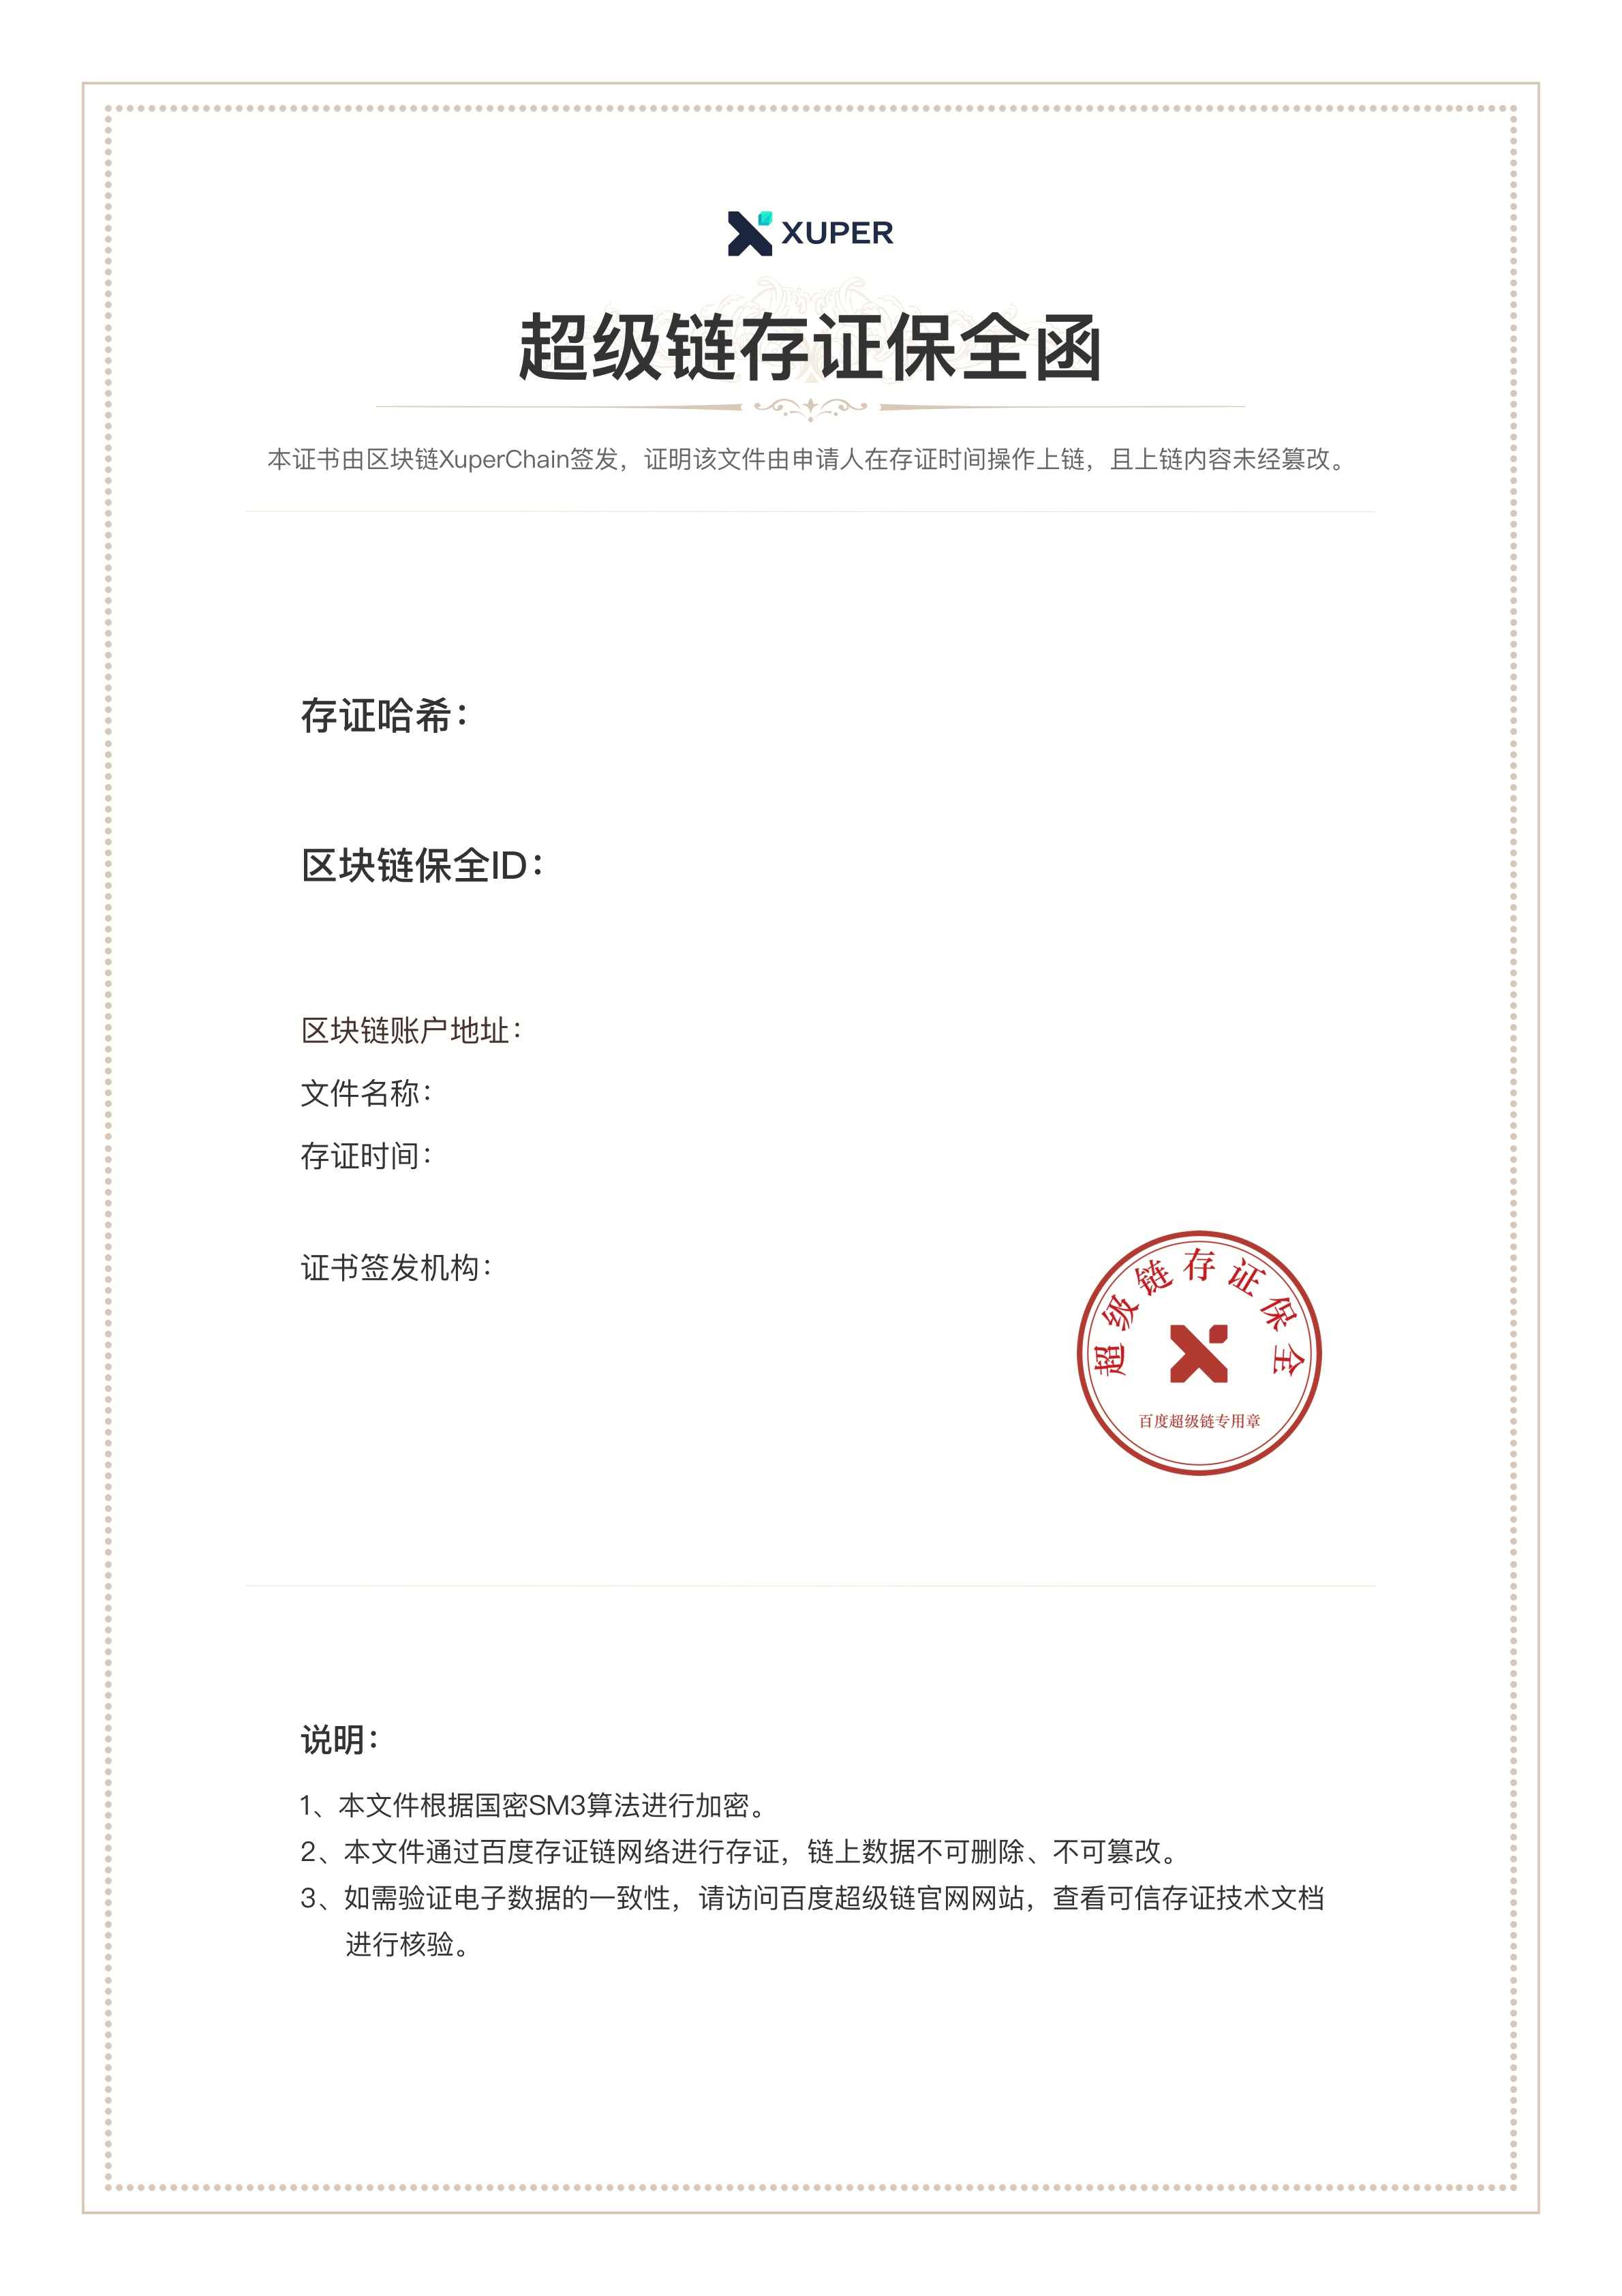 XUPER
超级链存证保全函
本证书由区块链XuperChain签发，证明该文件由申请人在存证时间操作上链，且上链内容未经篡改。
存证哈希：
区块链保全ID：
区块链账户地址：
文件名称：
存证时间：
证书签发机构：
超级链存证保全
百度超级链专用章
说明：
1、本文件根据国密SM3算法进行加密。
2、本文件通过百度存证链网络进行存证，链上数据不可删除、不可篡改。
3、如需验证电子数据的一致性，请访问百度超级链官网网站，查看可信存证技术文档
进行核验。